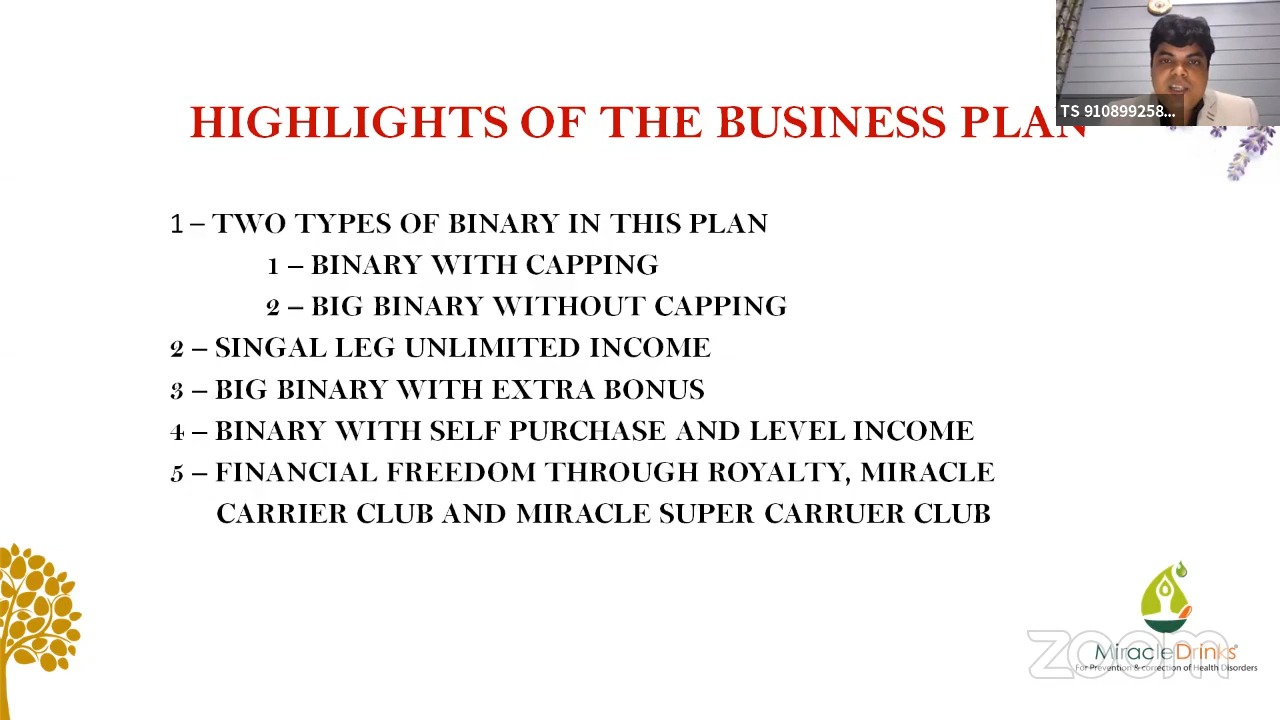 TS 910899258...
HIGHLIGHTS OF THE BUSINESS PLAN
1 – TWO TYPES OF BINARY IN THIS PLAN
1 – BINARY WITH CAPPING
2 – BIG BINARY WITHOUT CAPPING
2 – SINGAL LEG UNLIMITED INCOME
3 – BIG BINARY WITH EXTRA BONUS
4 – BINARY WITH SELF PURCHASE AND LEVEL INCOME
5 – FINANCIAL FREEDOM THROUGH ROYALTY, MIRACLE
CARRIER CLUB AND MIRACLE SUPER CARRUER CLUB
zoom
MiracleDrinks
For Prevention & correction of Health Disorders